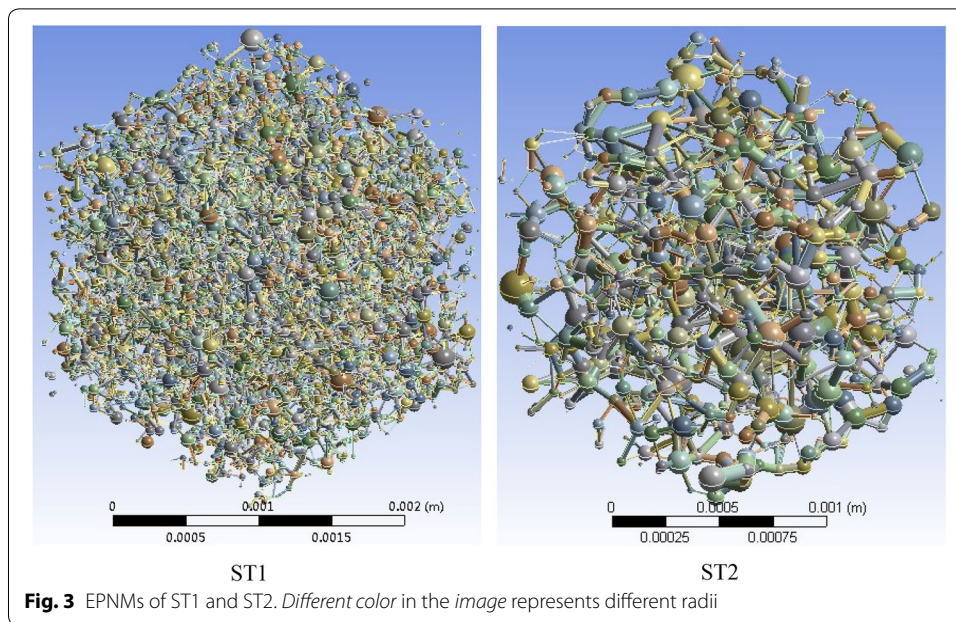 0 0.001 0.002 (m)
0.0005 0.0015
0 0.0005 0.001 (m)
0.00025 0.00075
ST1 ST2
Fig. 3 EPNMs of ST1 and ST2. Different color in the image represents different radii